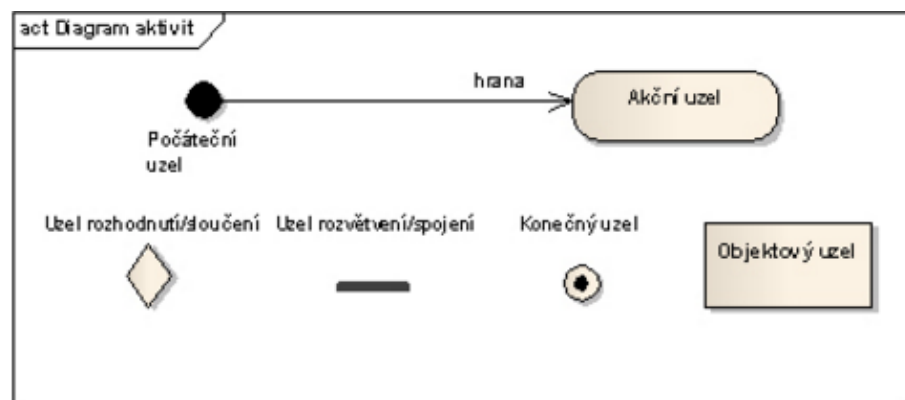 act Diagram aktivit
hrana
Akční uzel
Počáteční
uzel
Uzel rozhodnutí/sloučení
Uzel rozvětvení/spojení
Konečný uzel
Objektový uzel